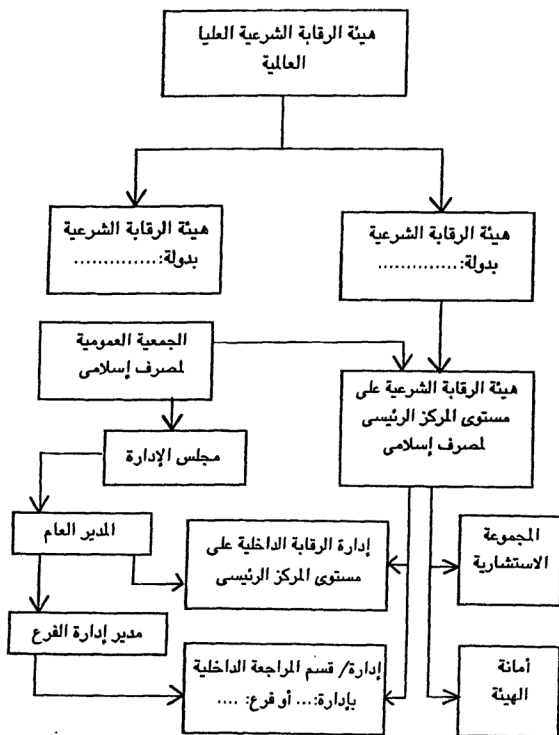 هيئة الرقابة الشرعية العليا
العالمية
هيئة الرقابة الشرعية
بدولة:..............
هيئة الرقابة الشرعية
بدولة:..............
الجمعية العمومية
لمصرف إسلامى
هيئة الرقابة الشرعية على
مستوى المركز الرئيسى
لمصرف إسلامى
مجلس الإدارة
المدير العام
إدارة الرقابة الداخلية على
مستوى المركز الرئيسى
المجموعة
الاستشارية
مدير إدارة الفرع
إدارة/ قسم المراجعة الداخلية
بإدارة:... أو فرع: ....
أمانة
الهيئة